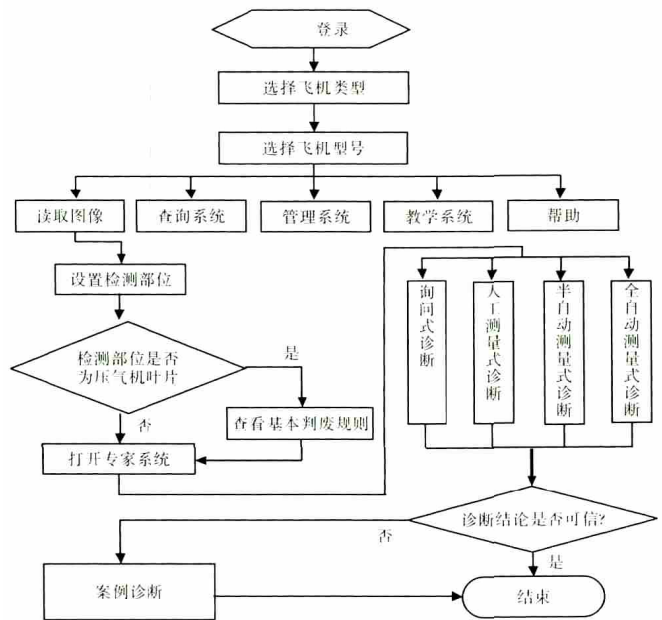 登录
选择飞机类型
选择飞机型号
读取图像
查询系统
管理系统
教学系统
帮助
设置检测部位
检测部位是否
为压气机叶片
是
否
查看基本判废规则
打开专家系统
询问式诊断
人工测量式诊断
半自动测量式诊断
全自动测量式诊断
诊断结论是否可信?
否
是
案例诊断
结束